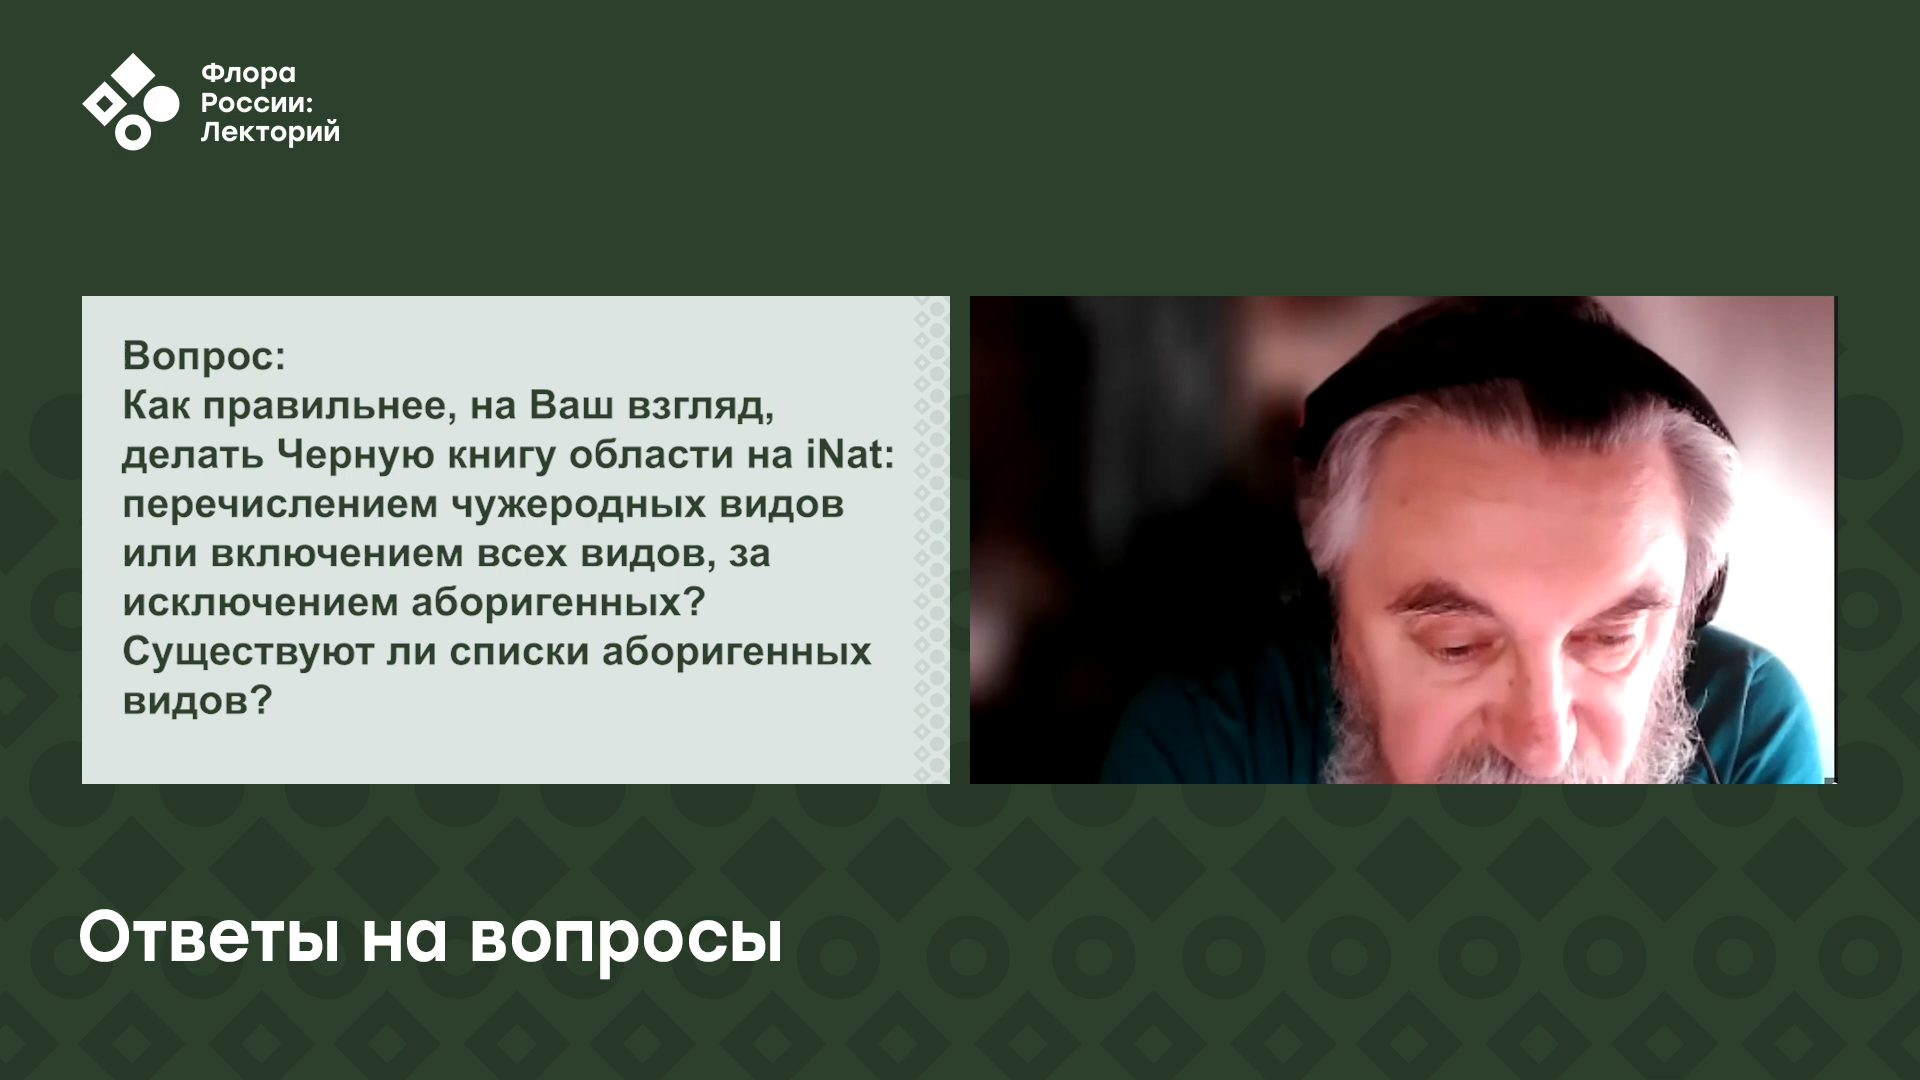 Флора
России:
Лекторий
Вопрос:
Как правильнее, на Ваш взгляд,
делать Черную книгу области на iNat:
перечислением чужеродных видов
или включением всех видов, за
исключением аборигенных?
Существуют ли списки аборигенных
видов?
Ответы на вопросы